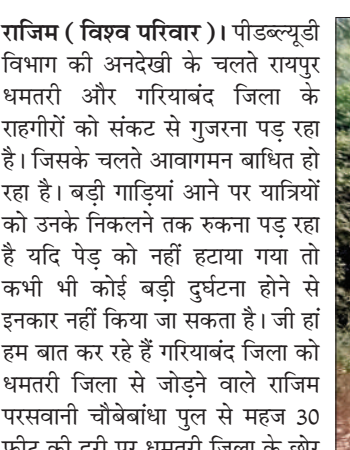 राजिम ( विश्व परिवार )। पीडब्ल्यूडी
विभाग की अनदेखी के चलते रायपुर
धमतरी और गरियाबंद जिला के
राहगीरों को संकट से गुजरना पड़ रहा
है। जिसके चलते आवागमन बाधित हो
रहा है। बड़ी गाड़ियां आने पर यात्रियों
को उनके निकलने तक रुकना पड़ रहा
है यदि पेड़ को नहीं हटाया गया तो
कभी भी कोई बड़ी दुर्घटना होने से
इनकार नहीं किया जा सकता है। जी हां
हम बात कर रहे हैं गरियाबंद जिला को
धमतरी जिला से जोड़ने वाले राजिम
परसवानी चौबेबांधा पुल से महज 30
फीट की दूरी पर धमतरी जिला के छोर